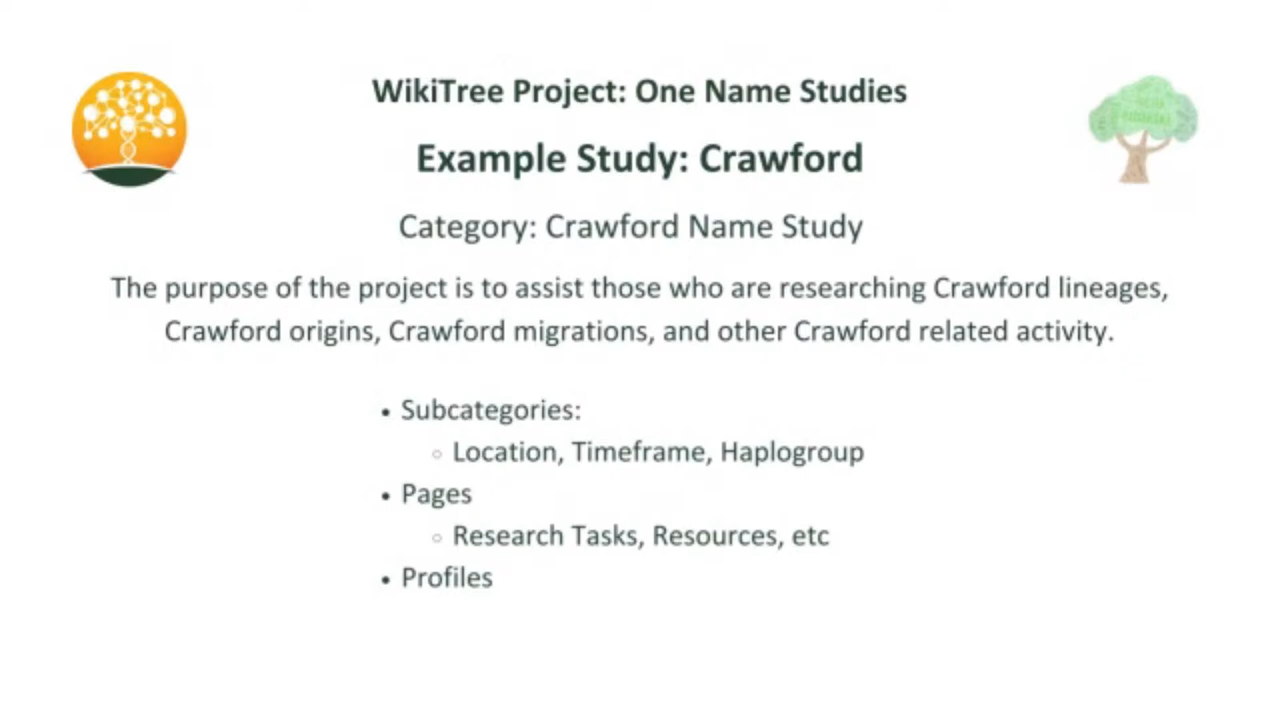 WikiTree Project: One Name Studies
Example Study: Crawford
Category: Crawford Name Study
The purpose of the project is to assist those who are researching Crawford lineages,
Crawford origins, Crawford migrations, and other Crawford related activity.
• Subcategories:
○ Location, Timeframe, Haplogroup
• Pages
○ Research Tasks, Resources, etc
• Profiles